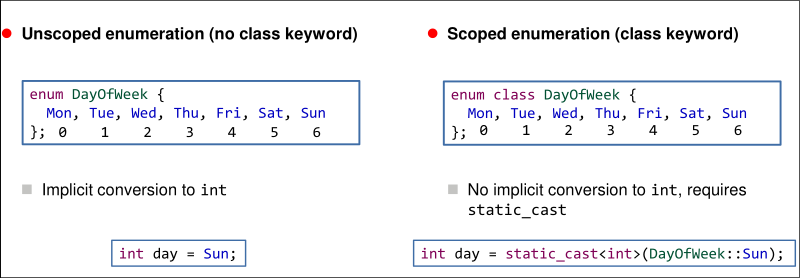 Unscoped enumeration (no class keyword)
enum DayOfWeek {
Mon, Tue, Wed, Thu, Fri, Sat, Sun
}; 0 1 2 3 4 5 6
Implicit conversion to int
int day = Sun;
Scoped enumeration (class keyword)
enum class DayOfWeek {
Mon, Tue, Wed, Thu, Fri, Sat, Sun
}; 0 1 2 3 4 5 6
No implicit conversion to int, requires
static_cast
int day = static_cast<int>(DayOfWeek::Sun);